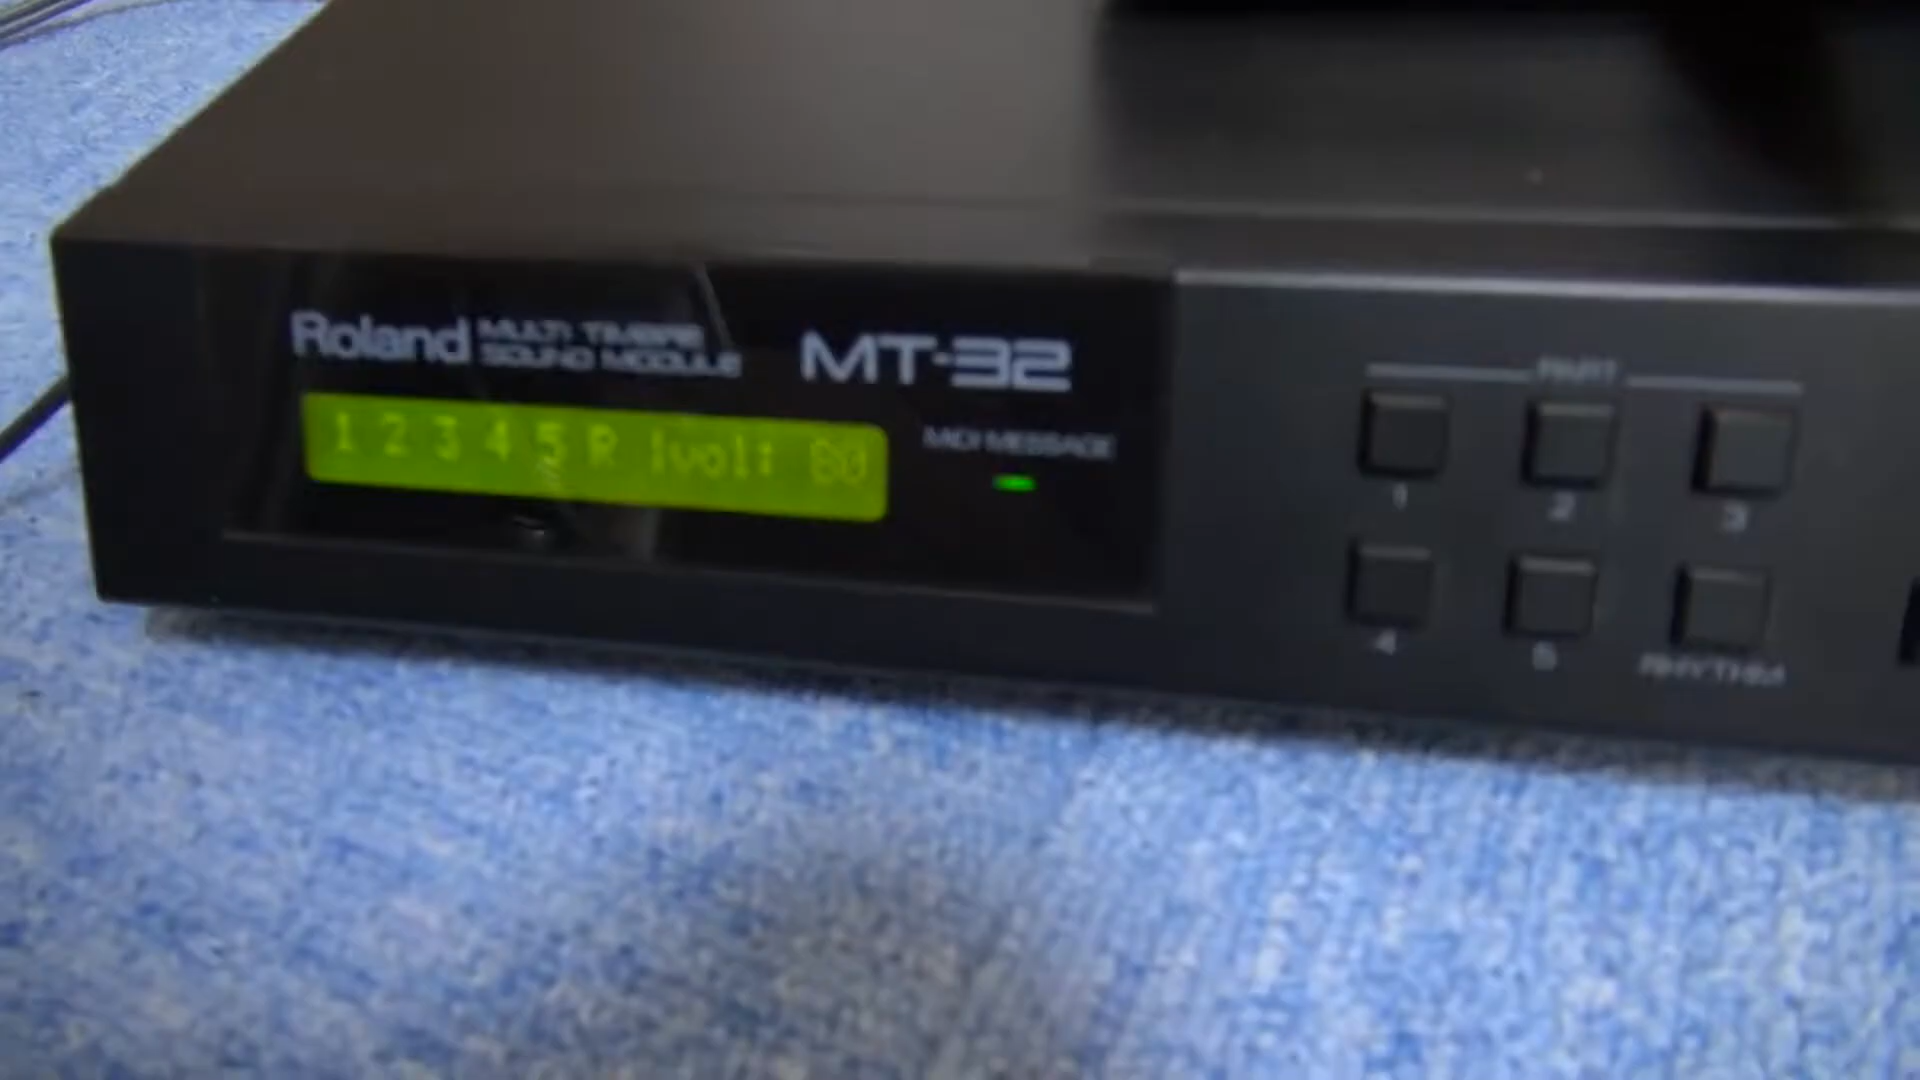 Roland MULTI TIMBRE
SOUND MODULE
MT-32
1 2 3 4 5 R |vol: 80
MIDI MESSAGE
PART
1 2 3
4 5 RHYTHM